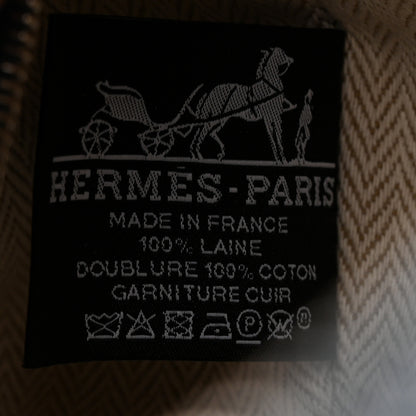 HERMÈS-PARIS
MADE IN FRANCE
100% LAINE
DOUBLURE 100% COTON
GARNITURE CUIR
P W ®